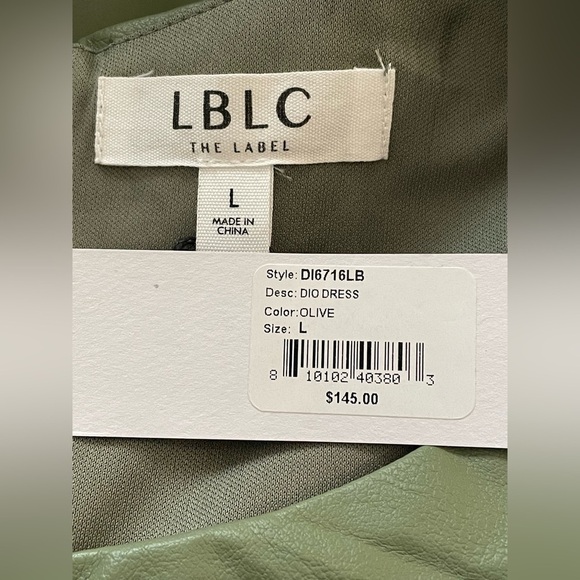 LBLC
THE LABEL
L
MADE IN
CHINA
Style: DI6716LB
Desc: DIO DRESS
Color:OLIVE
Size: L
8 10102 40380 3
$145.00